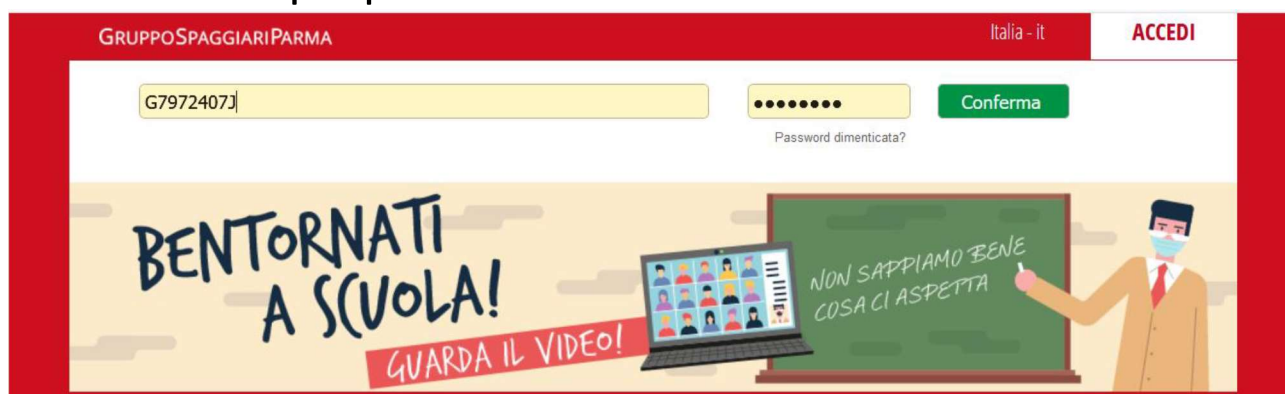 GRUPPOSPAGGIARIPARMA
Italia - it
ACCEDI
G7972407J
Conferma
Password dimenticata?
BENTORNATI
A SCUOLA!
GUARDA IL VIDEO!
NON SAPPIAMO BENE
COSA CI ASPETTA